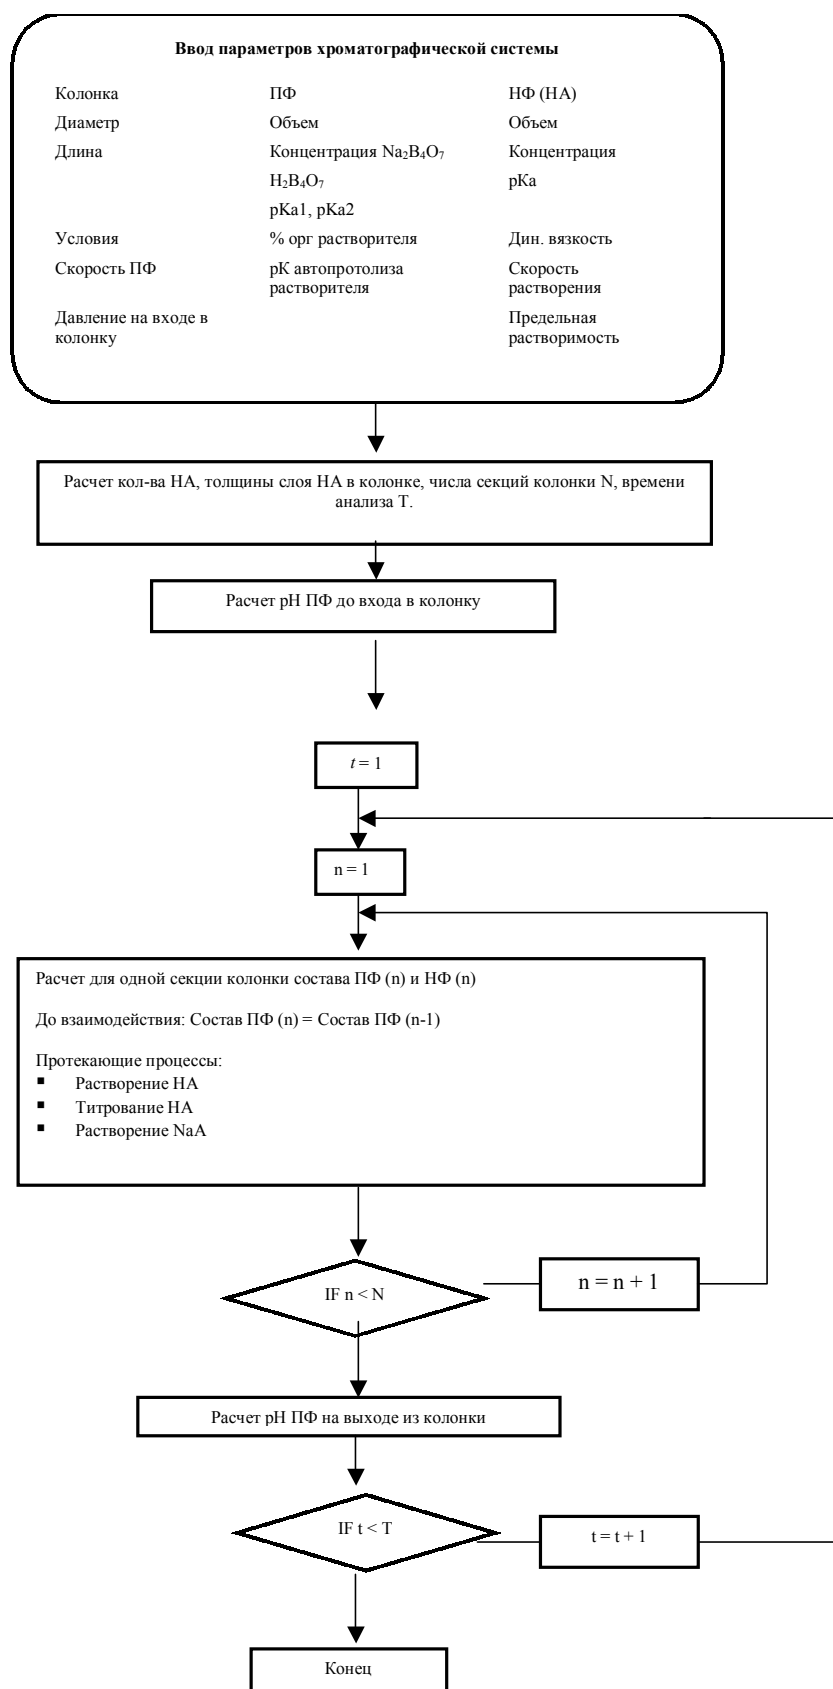 Ввод параметров хроматографической системы
Колонка ПФ НФ (НА)
Диаметр Объем Объем
Длина Концентрация Na₂B₄O₇ Концентрация
H₂B₄O₇ рКа
pKa1, pKa2
Условия % орг растворителя Дин. вязкость
Скорость ПФ рК автопротолиза Скорость
растворителя растворения
Давление на входе в Предельная
колонку растворимость
Расчет кол-ва НА, толщины слоя НА в колонке, числа секций колонки N, времени
анализа Т.
Расчет рН ПФ до входа в колонку
t = 1
n = 1
Расчет для одной секции колонки состава ПФ (n) и НФ (n)
До взаимодействия: Состав ПФ (n) = Состав ПФ (n-1)
Протекающие процессы:
▪ Растворение НА
▪ Титрование НА
▪ Растворение NaA
IF n < N
n = n + 1
Расчет рН ПФ на выходе из колонки
IF t < T
t = t + 1
Конец